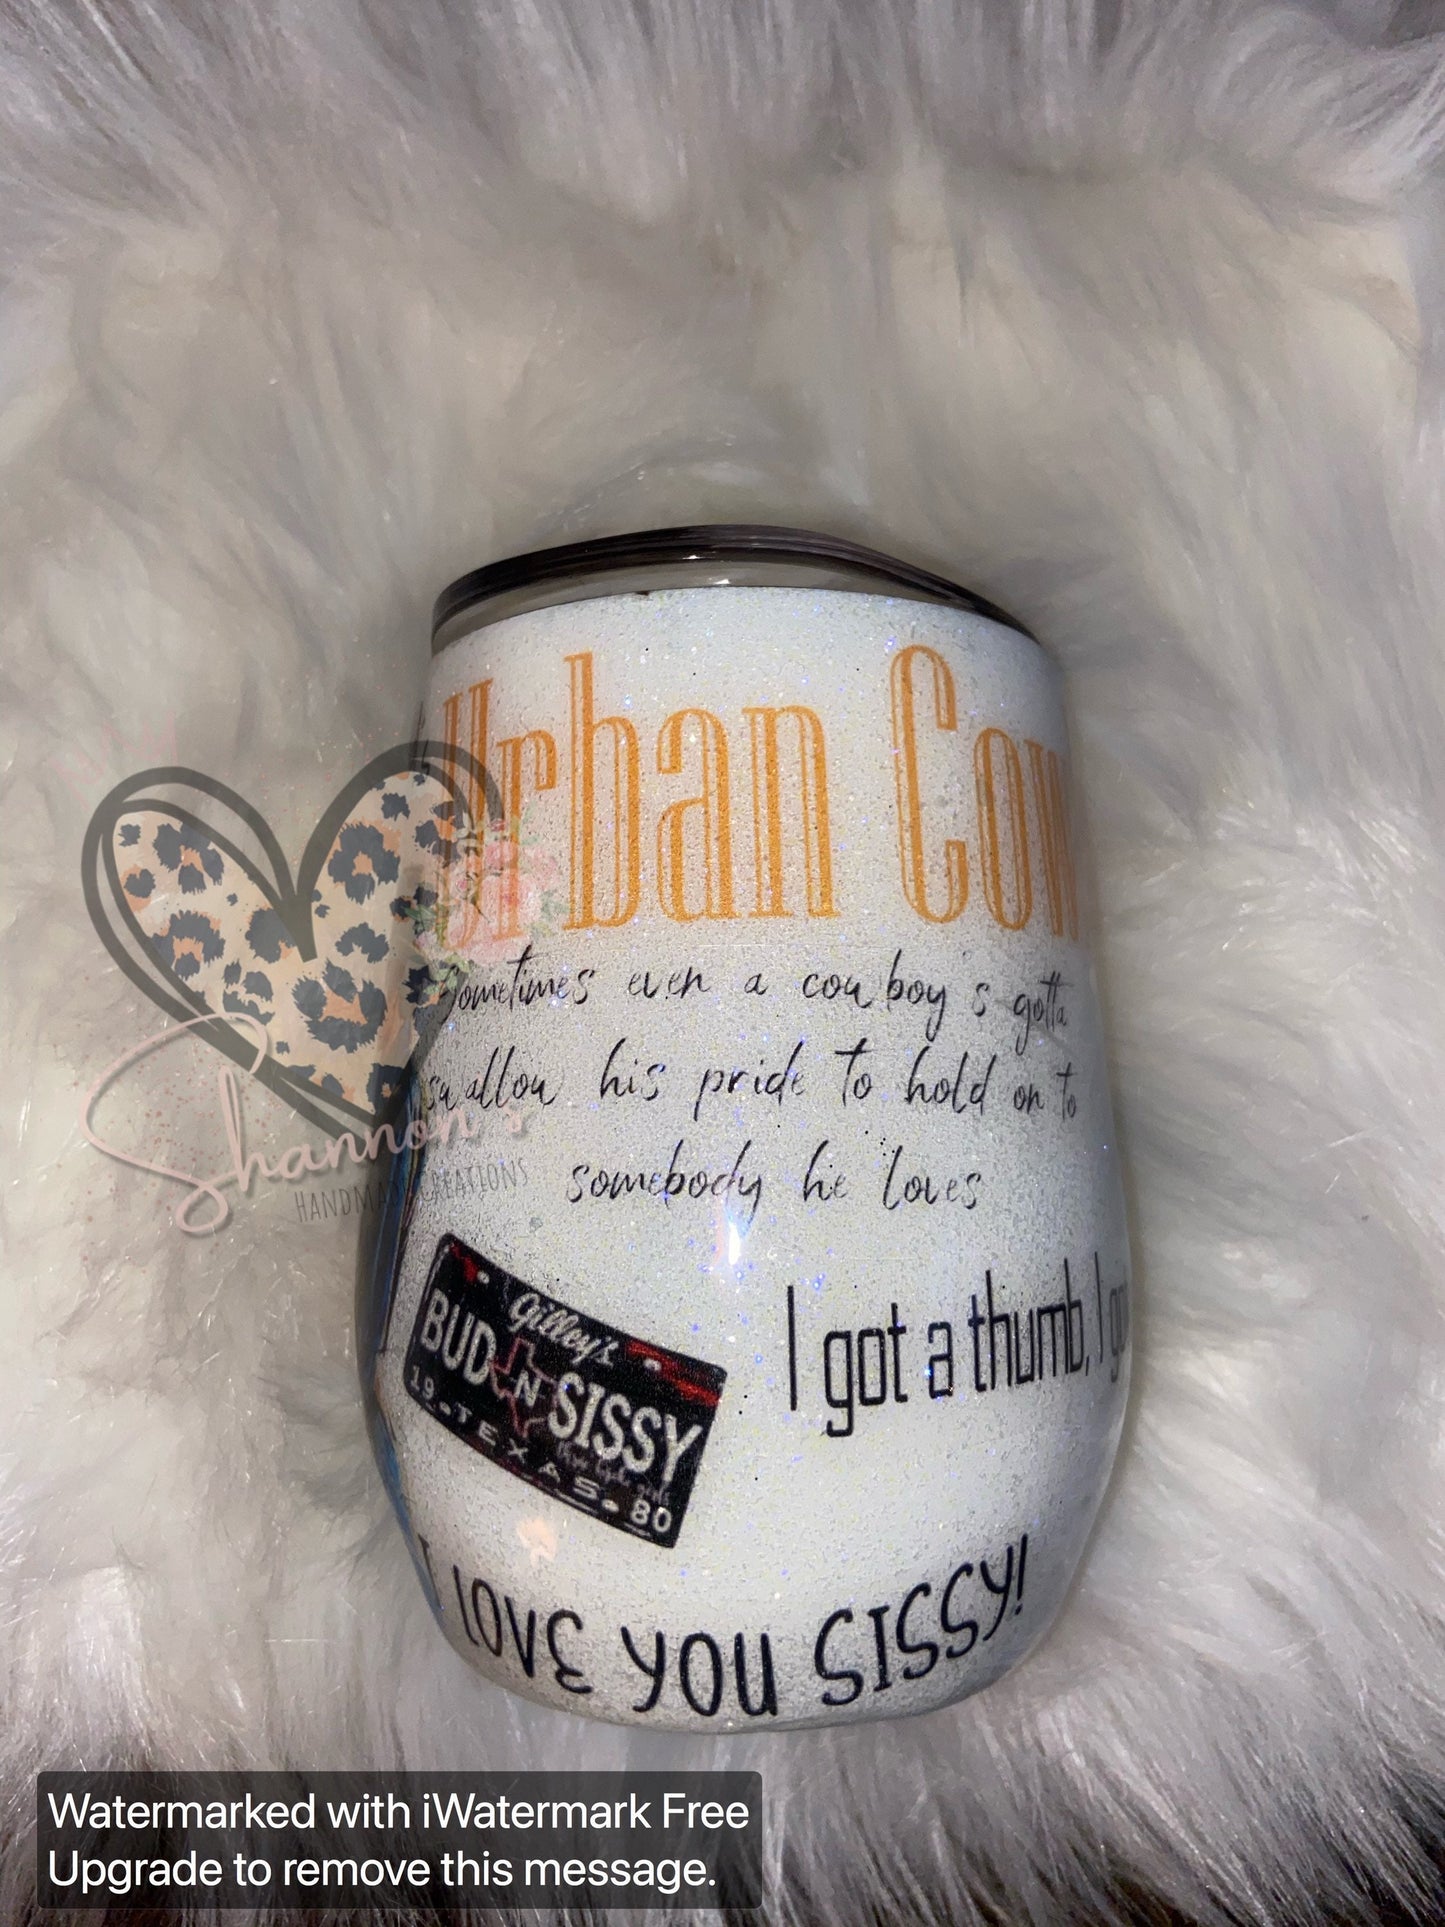 Urban Cow
Sometimes even a cowboy's gotta
swallow his pride to hold on to
somebody he loves
Shannon's
HANDMADE CREATIONS
Gilley's
BUD N SISSY
19 TEXAS 80
I got a thumb, I
I LOVE YOU SISSY!
Watermarked with iWatermark Free
Upgrade to remove this message.